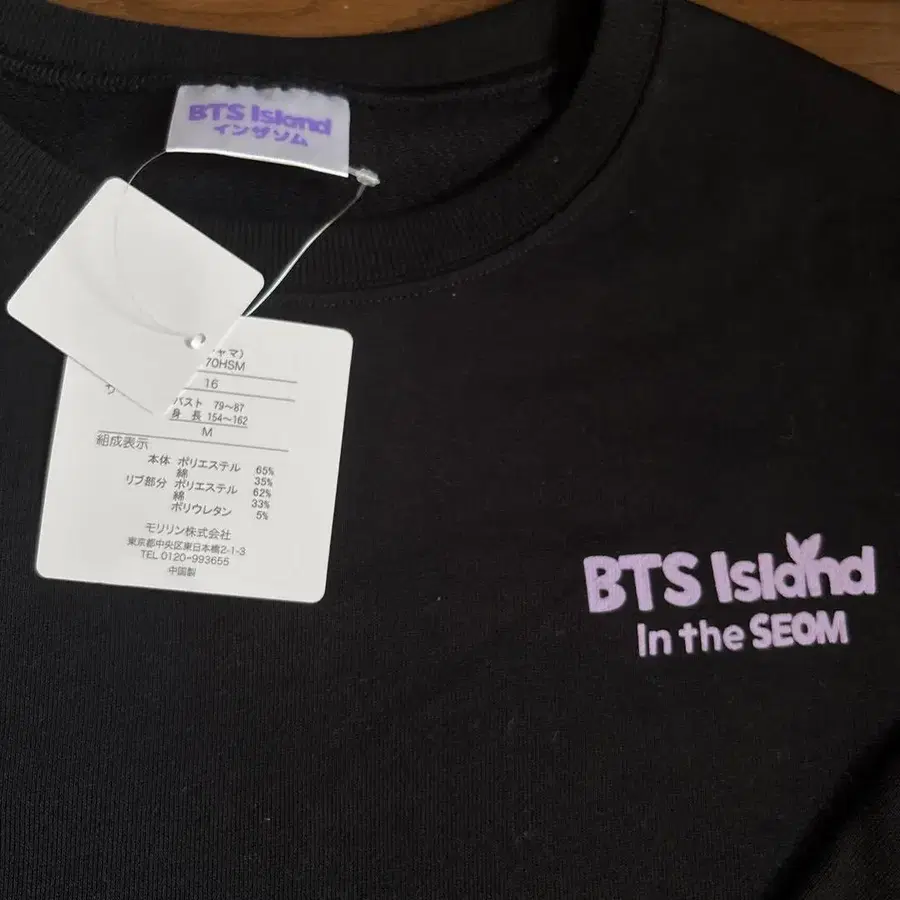 BTS Island
インザソム
ャマ)
70HSM
16
バスト 79~87
身 長 154~162
M
組成表示
本体 ポリエステル 65%
綿 35%
リブ部分 ポリエステル 62%
綿 33%
ポリウレタン 5%
モリリン株式会社
東京都中央区東日本橋2-1-3
TEL 0120-993655
中国製
BTS Island
In the SEOM